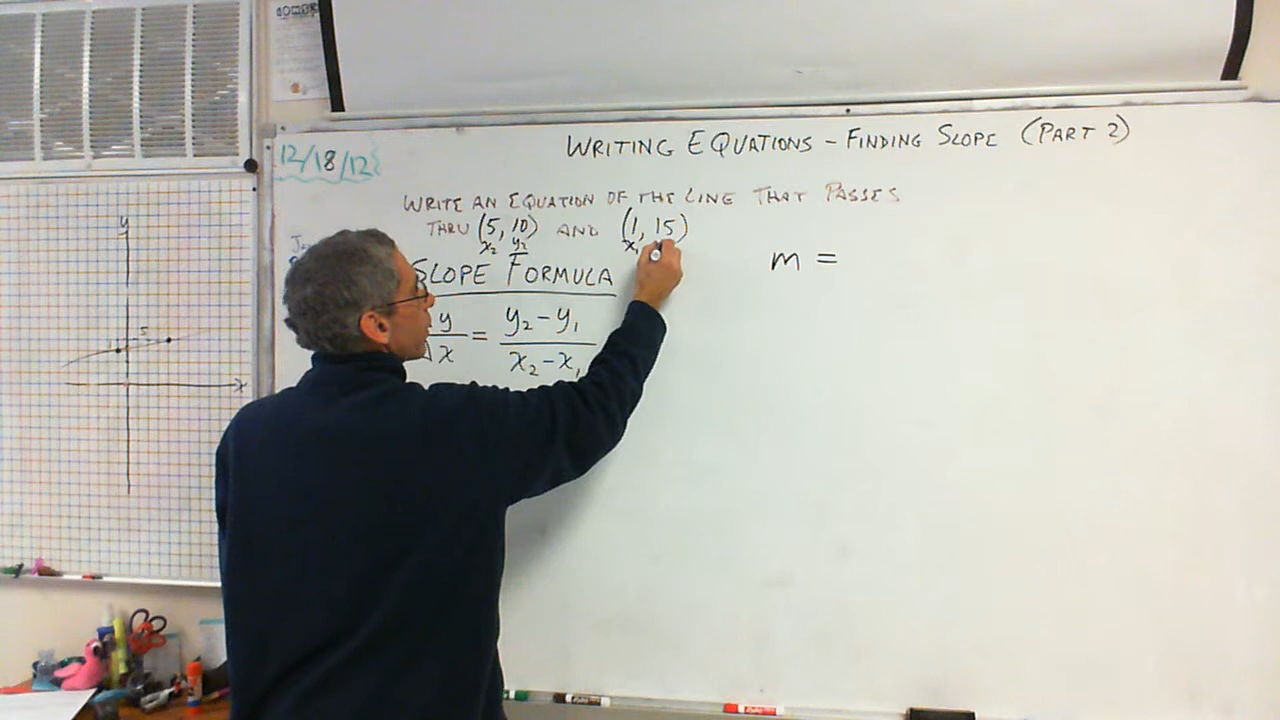 WRITING EQUATIONS - FINDING SLOPE (PART 2)
12/18/12
WRITE AN EQUATION OF THE LINE THAT PASSES
THRU (5, 10) AND (1, 15)
x₂ y₂ x₁
m =
SLOPE FORMULA
y = y₂ - y₁
x x₂ - x₁
y
5
x